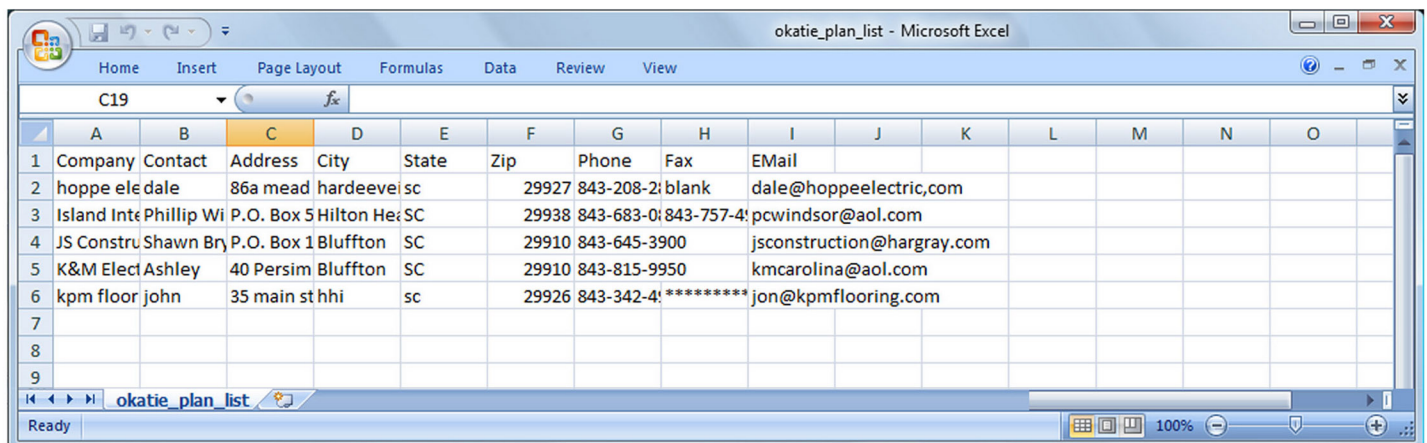 okatie_plan_list - Microsoft Excel
Home Insert Page Layout Formulas Data Review View
C19 fx
A B C D E F G H I J K L M N O
1 Company Contact Address City State Zip Phone Fax EMail
2 hoppe ele dale 86a mead hardeevei sc 29927 843-208-28 blank dale@hoppeelectric,com
3 Island Inte Phillip Wi P.O. Box 5 Hilton Hea SC 29938 843-683-08 843-757-49 pcwindsor@aol.com
4 JS Constru Shawn Bry P.O. Box 1 Bluffton SC 29910 843-645-3900 jsconstruction@hargray.com
5 K&M Elect Ashley 40 Persim Bluffton SC 29910 843-815-9950 kmcarolina@aol.com
6 kpm floor john 35 main st hhi sc 29926 843-342-49 ********* jon@kpmflooring.com
7
8
9
okatie_plan_list
Ready 100%